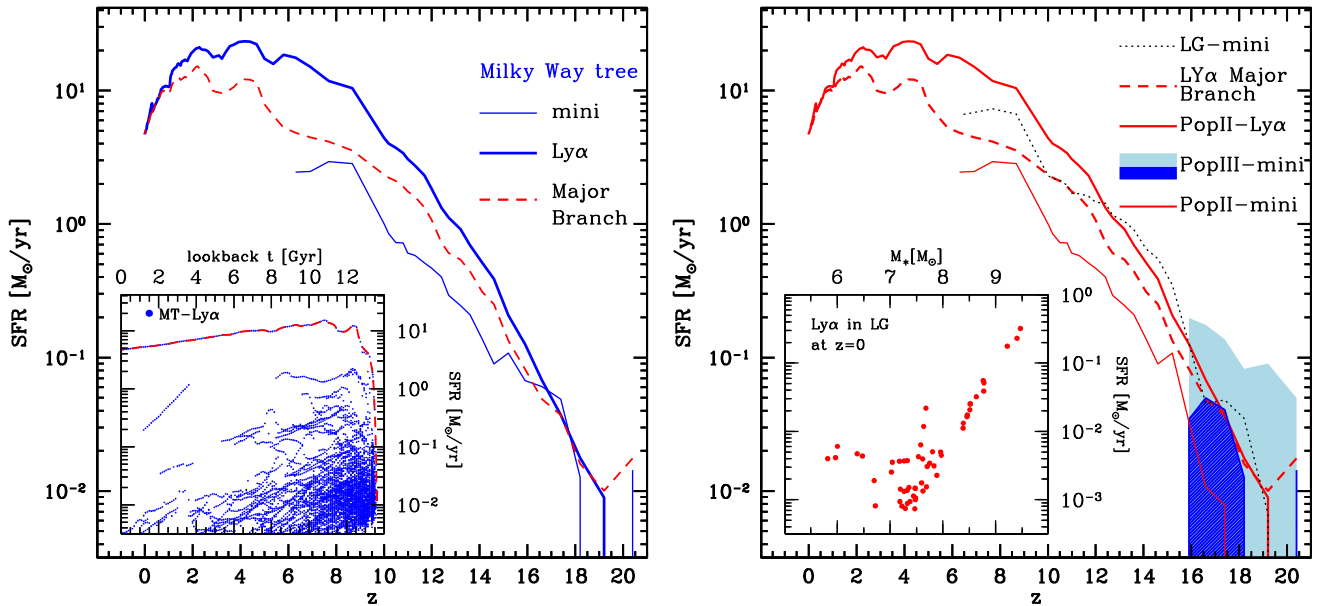 Milky Way tree
mini
Lyα
Major
Branch
SFR [M⊙/yr]
10¹
10⁰
10⁻¹
10⁻²
0 2 4 6 8 10 12 14 16 18 20
z
lookback t [Gyr]
0 2 4 6 8 10 12
MT-Lyα
10¹
10⁰
10⁻¹
10⁻²
SFR [M⊙/yr]
LG-mini
LYα Major
Branch
PopII-Lyα
PopIII-mini
PopII-mini
SFR [M⊙/yr]
10¹
10⁰
10⁻¹
10⁻²
0 2 4 6 8 10 12 14 16 18 20
z
M*[M⊙]
6 7 8 9
Lyα in LG
at z=0
10⁰
10⁻¹
10⁻²
10⁻³
SFR [M⊙/yr]